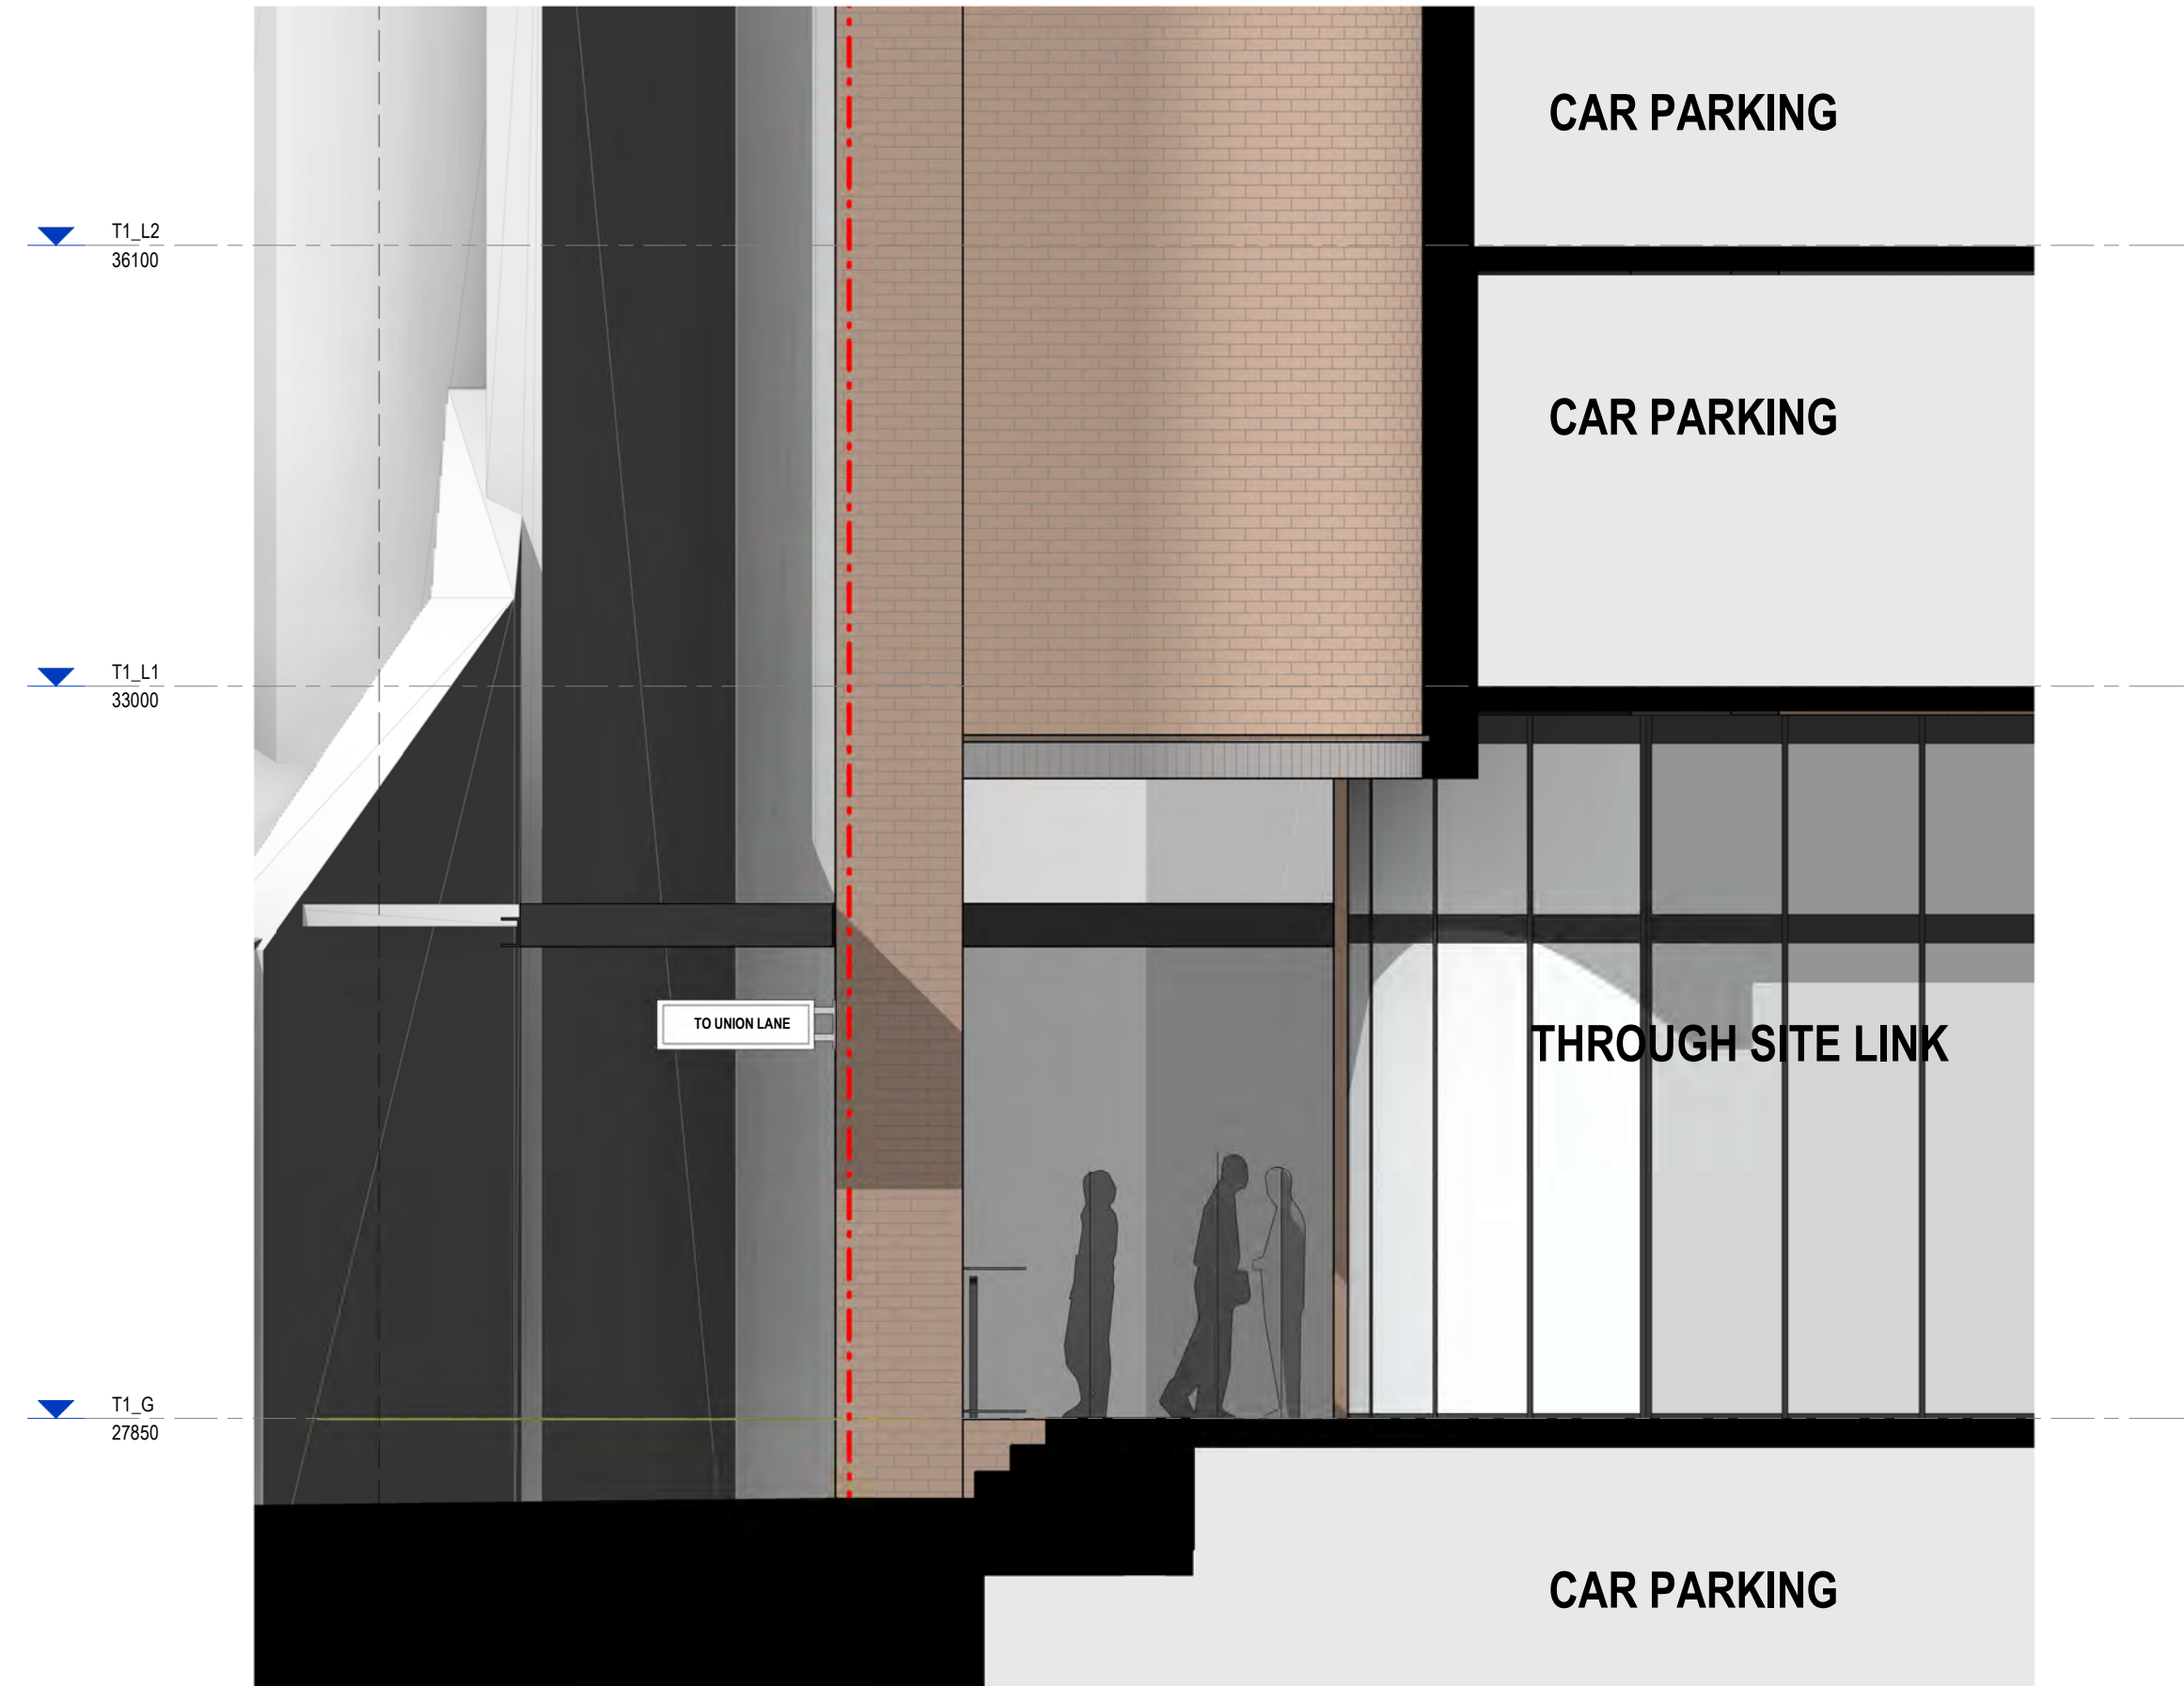 CAR PARKING
T1_L2
36100
CAR PARKING
T1_L1
33000
TO UNION LANE
THROUGH SITE LINK
T1_G
27850
CAR PARKING